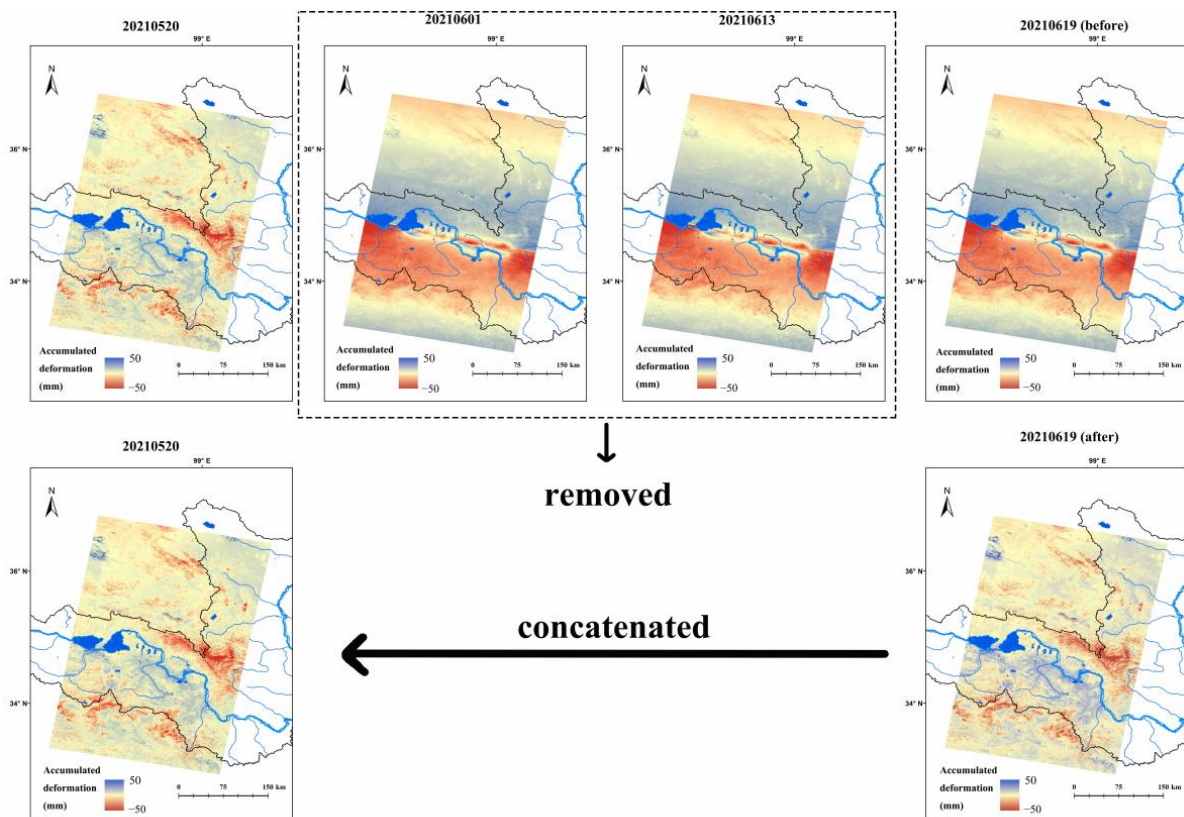 20210520
20210601
20210613
20210619 (before)
99° E
99° E
99° E
99° E
N
N
N
N
36° N
36° N
36° N
36° N
34° N
34° N
34° N
34° N
Accumulated
deformation
(mm)
50
−50
0 75 150 km
Accumulated
deformation
(mm)
50
−50
0 75 150 km
Accumulated
deformation
(mm)
50
−50
0 75 150 km
Accumulated
deformation
(mm)
50
−50
0 75 150 km
removed
concatenated
20210520
99° E
N
36° N
34° N
Accumulated
deformation
(mm)
50
−50
0 75 150 km
20210619 (after)
99° E
N
36° N
34° N
Accumulated
deformation
(mm)
50
−50
0 75 150 km